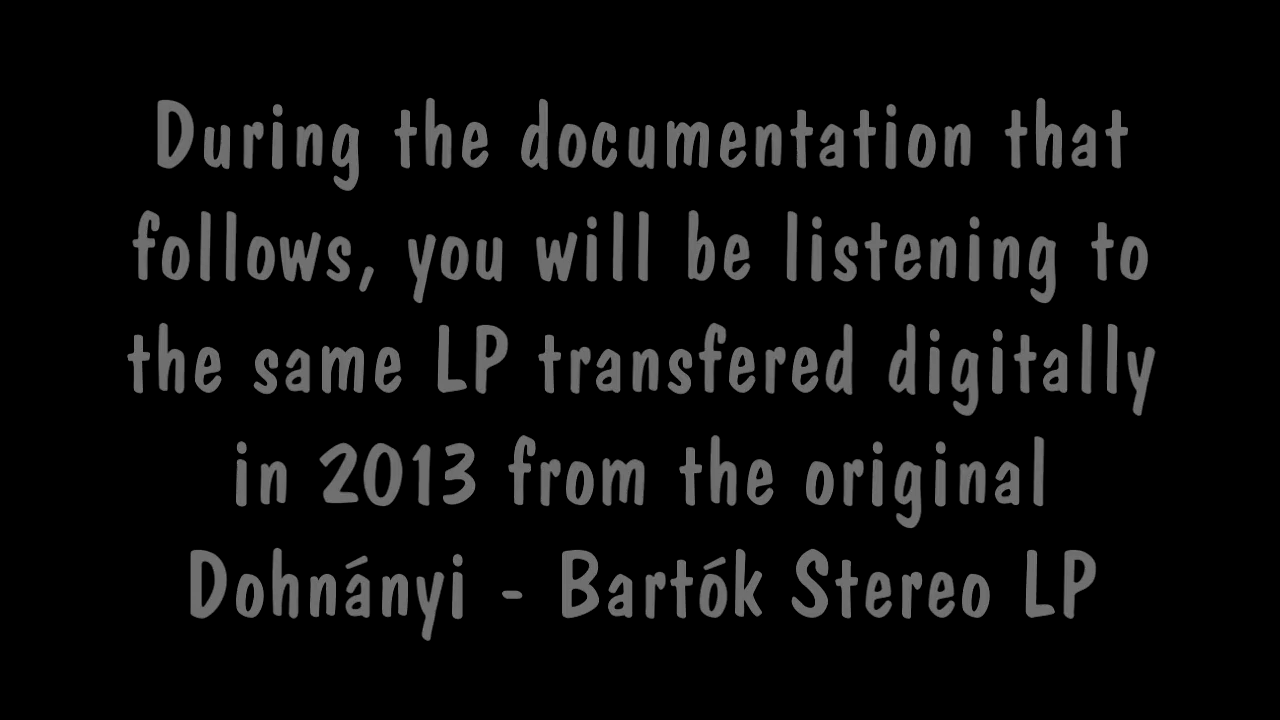 During the documentation that
follows, you will be listening to
the same LP transfered digitally
in 2013 from the original
Dohnányi - Bartók Stereo LP